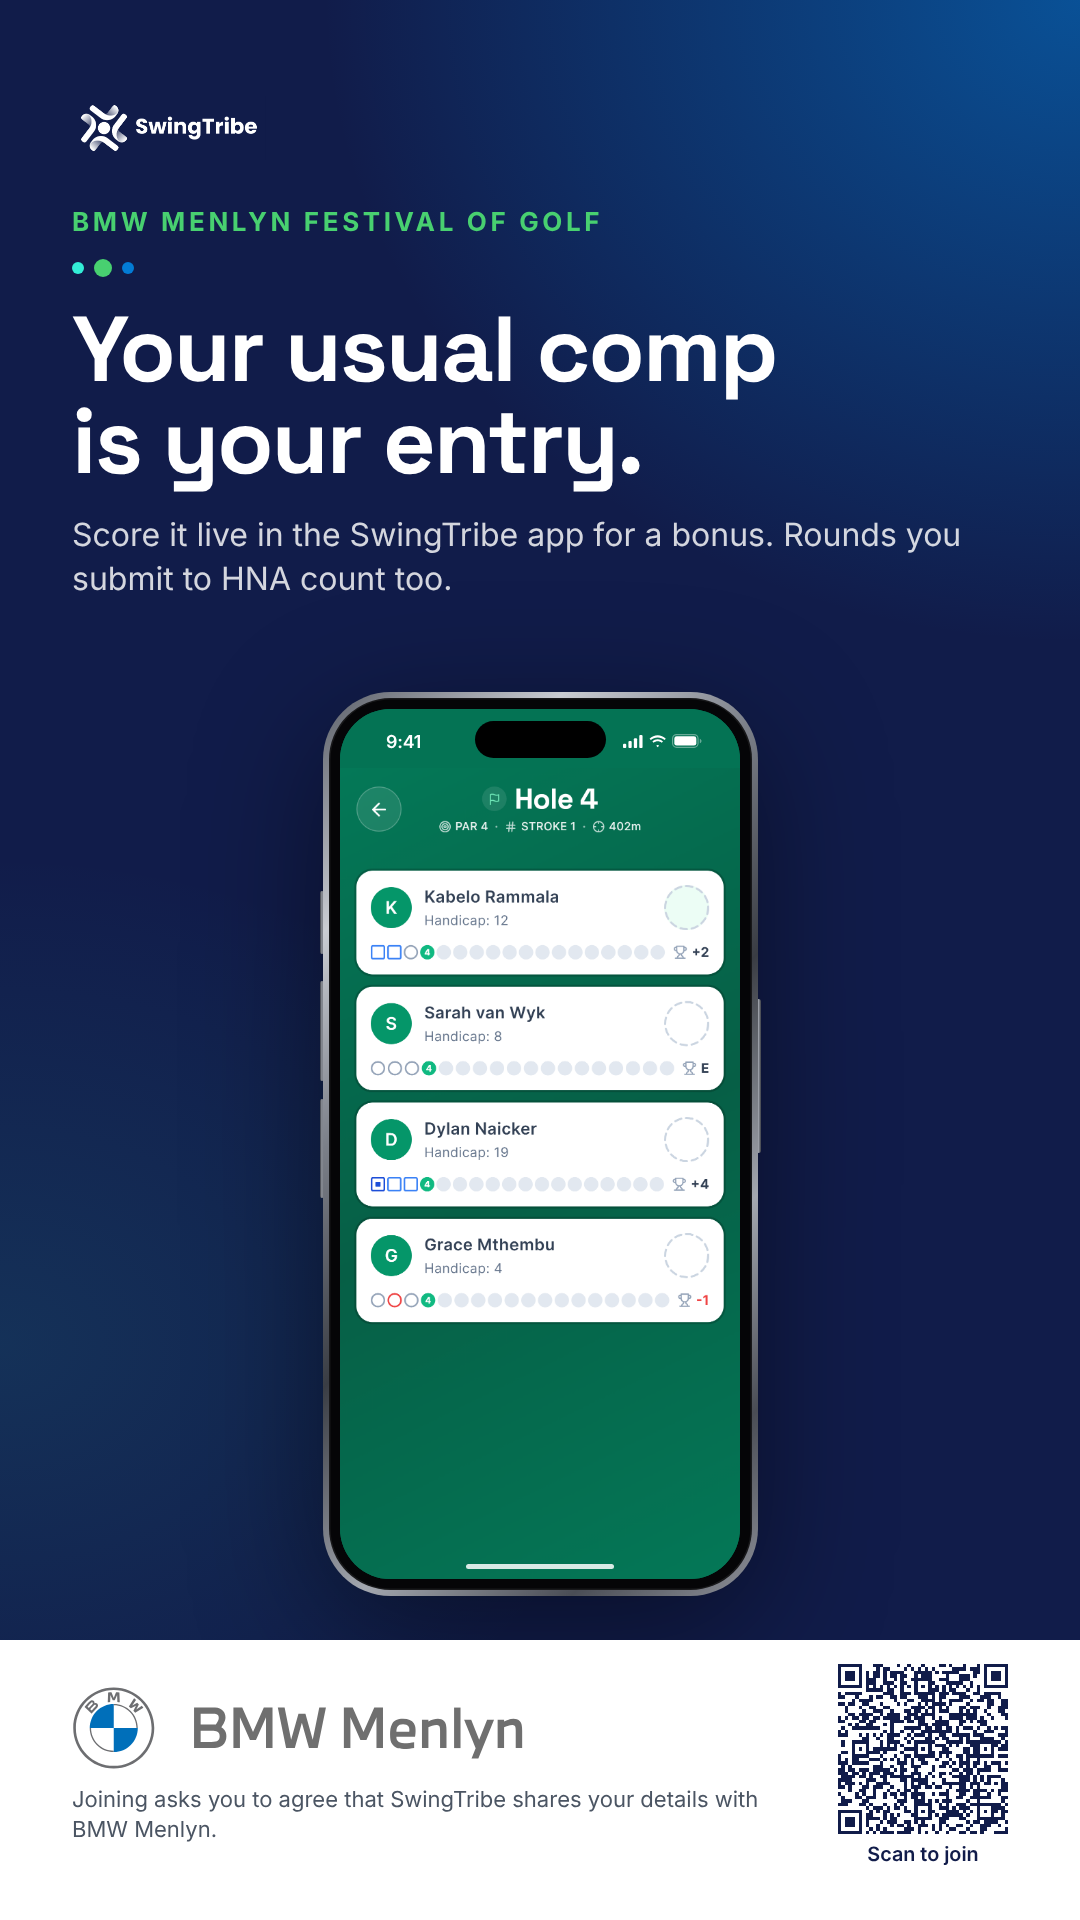 SwingTribe
BMW MENLYN FESTIVAL OF GOLF
Your usual comp
is your entry.
Score it live in the SwingTribe app for a bonus. Rounds you
submit to HNA count too.
9:41
Hole 4
PAR 4 · STROKE 1 · 402m
K
Kabelo Rammala
Handicap: 12
4
+2
S
Sarah van Wyk
Handicap: 8
4
E
D
Dylan Naicker
Handicap: 19
4
+4
G
Grace Mthembu
Handicap: 4
4
-1
BMW
BMW Menlyn
Joining asks you to agree that SwingTribe shares your details with
BMW Menlyn.
Scan to join